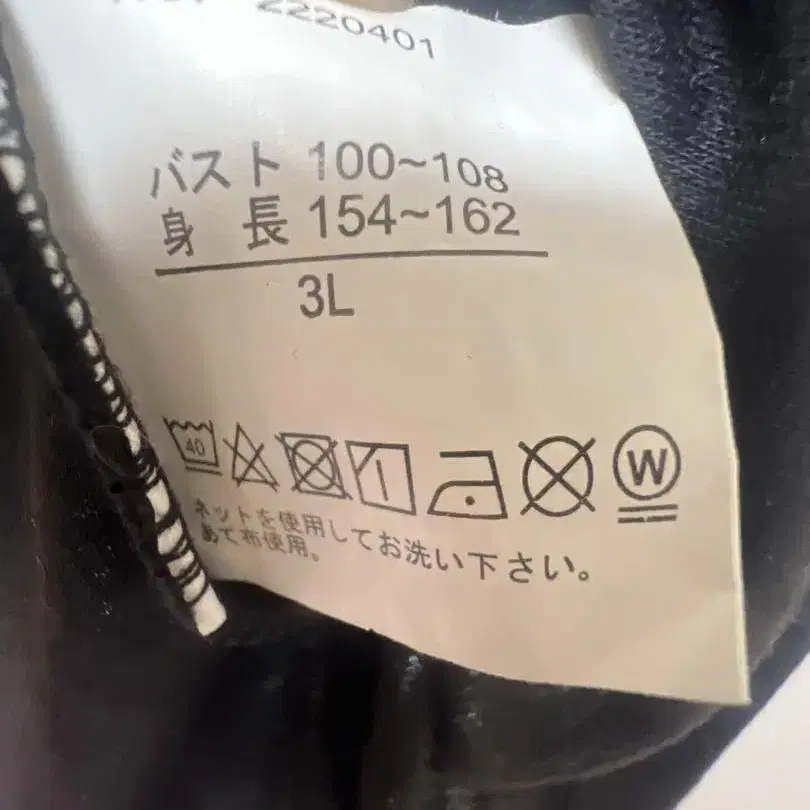 2220401
バスト 100~108
身 長 154~162
3L
40 W
ネットを使用してお洗い下さい。
あて布使用。